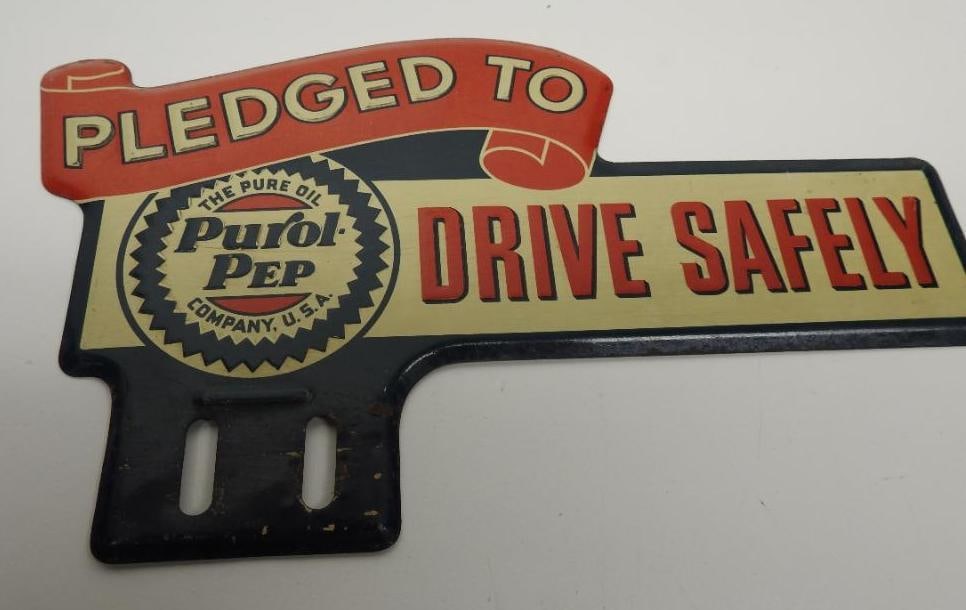 PLEDGED TO
THE PURE OIL
Purol-
PEP
COMPANY, U.S.A.
DRIVE SAFELY